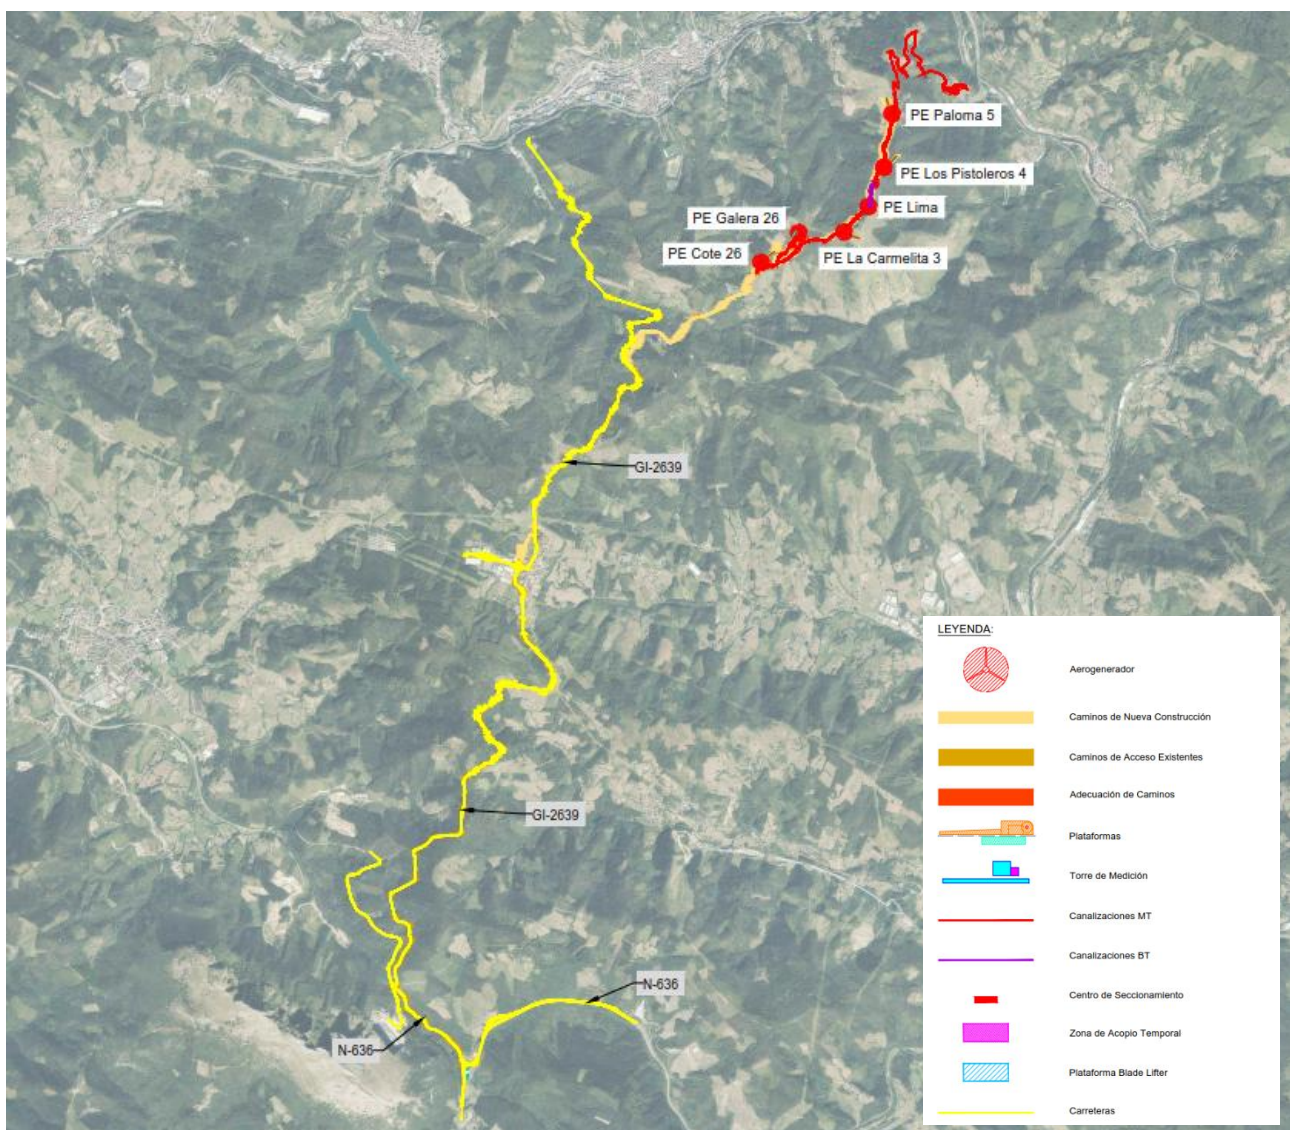 PE Paloma 5
PE Los Pistoleros 4
PE Lima
PE Galera 26
PE Cote 26
PE La Carmelita 3
GI-2639
GI-2639
N-636
N-636
LEYENDA:
Aerogenerador
Caminos de Nueva Construcción
Caminos de Acceso Existentes
Adecuación de Caminos
Plataformas
Torre de Medición
Canalizaciones MT
Canalizaciones BT
Centro de Seccionamiento
Zona de Acopio Temporal
Plataforma Blade Lifter
Carreteras